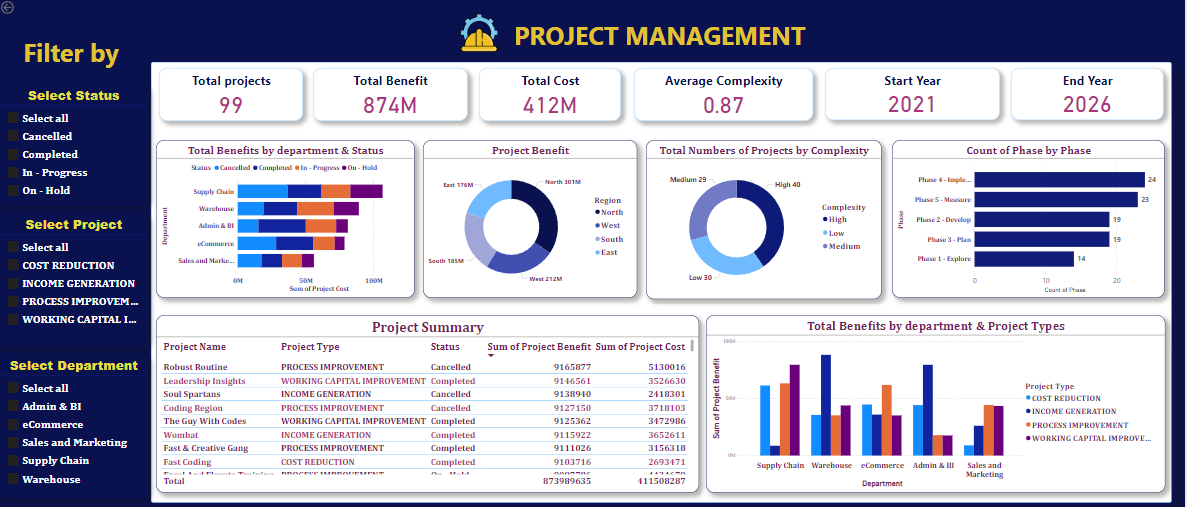 PROJECT MANAGEMENT
Filter by
Select Status
Select all
Cancelled
Completed
In - Progress
On - Hold
Select Project
Select all
COST REDUCTION
INCOME GENERATION
PROCESS IMPROVEM...
WORKING CAPITAL I...
Select Department
Select all
Admin & BI
eCommerce
Sales and Marketing
Supply Chain
Warehouse
Total projects
99
Total Benefit
874M
Total Cost
412M
Average Complexity
0.87
Start Year
2021
End Year
2026
Total Benefits by department & Status
Status Cancelled Completed In - Progress On - Hold
Department
Supply Chain
Warehouse
Admin & BI
eCommerce
Sales and Marke...
0M 50M 100M
Sum of Project Cost
Project Benefit
East 176M
North 301M
South 185M
West 212M
Region
North
West
South
East
Total Numbers of Projects by Complexity
Medium 29
High 40
Low 30
Complexity
High
Low
Medium
Count of Phase by Phase
Phase
Phase 4 - Imple... 24
Phase 5 - Measure 23
Phase 2 - Develop 19
Phase 3 - Plan 19
Phase 1 - Explore 14
0 10 20
Count of Phase
Project Summary
Project Name Project Type Status Sum of Project Benefit Sum of Project Cost
Robust Routine PROCESS IMPROVEMENT Cancelled 9165877 5130016
Leadership Insights WORKING CAPITAL IMPROVEMENT Completed 9146561 3526630
Soul Spartans INCOME GENERATION Cancelled 9138940 2418301
Coding Region PROCESS IMPROVEMENT Cancelled 9127150 3718103
The Guy With Codes WORKING CAPITAL IMPROVEMENT Completed 9125362 3472986
Wombat INCOME GENERATION Completed 9115922 3652611
Fast & Creative Gang PROCESS IMPROVEMENT Completed 9111026 3156318
Fast Coding COST REDUCTION Completed 9103716 2693471
Total 873989635 411508287
Total Benefits by department & Project Types
Sum of Project Benefit
100M
50M
0M
Supply Chain Warehouse eCommerce Admin & BI Sales and
Marketing
Department
Project Type
COST REDUCTION
INCOME GENERATION
PROCESS IMPROVEMENT
WORKING CAPITAL IMPROVE...